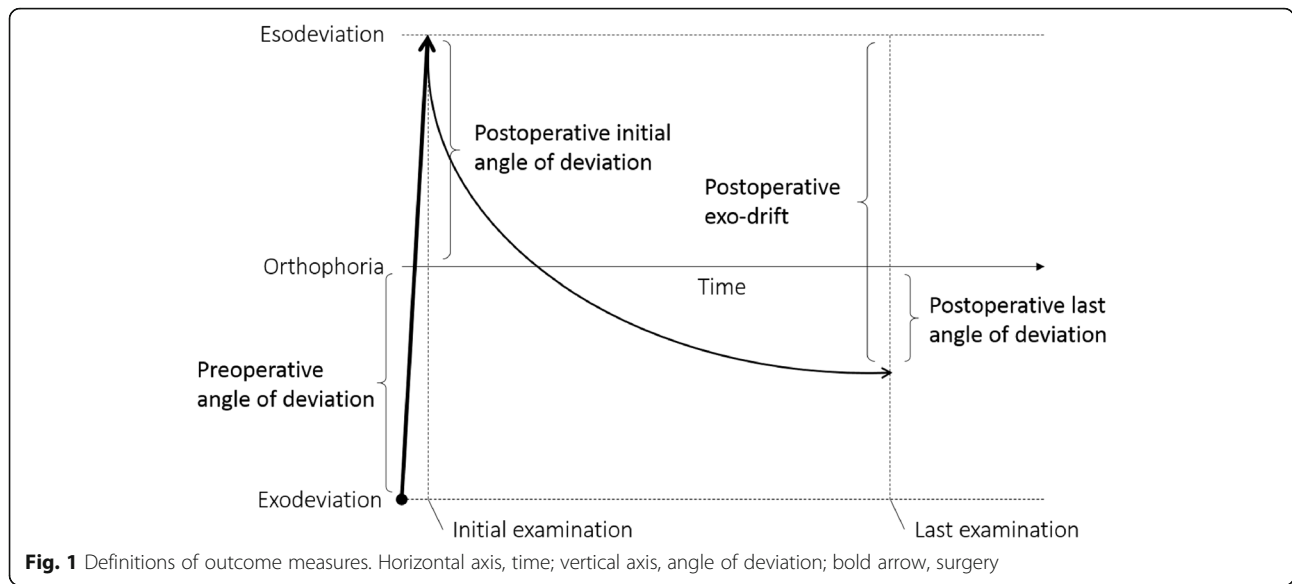 Esodeviation
Postoperative initial
angle of deviation
Postoperative
exo-drift
Orthophoria
Time
Postoperative last
angle of deviation
Preoperative
angle of deviation
Exodeviation
Initial examination
Last examination
Fig. 1 Definitions of outcome measures. Horizontal axis, time; vertical axis, angle of deviation; bold arrow, surgery